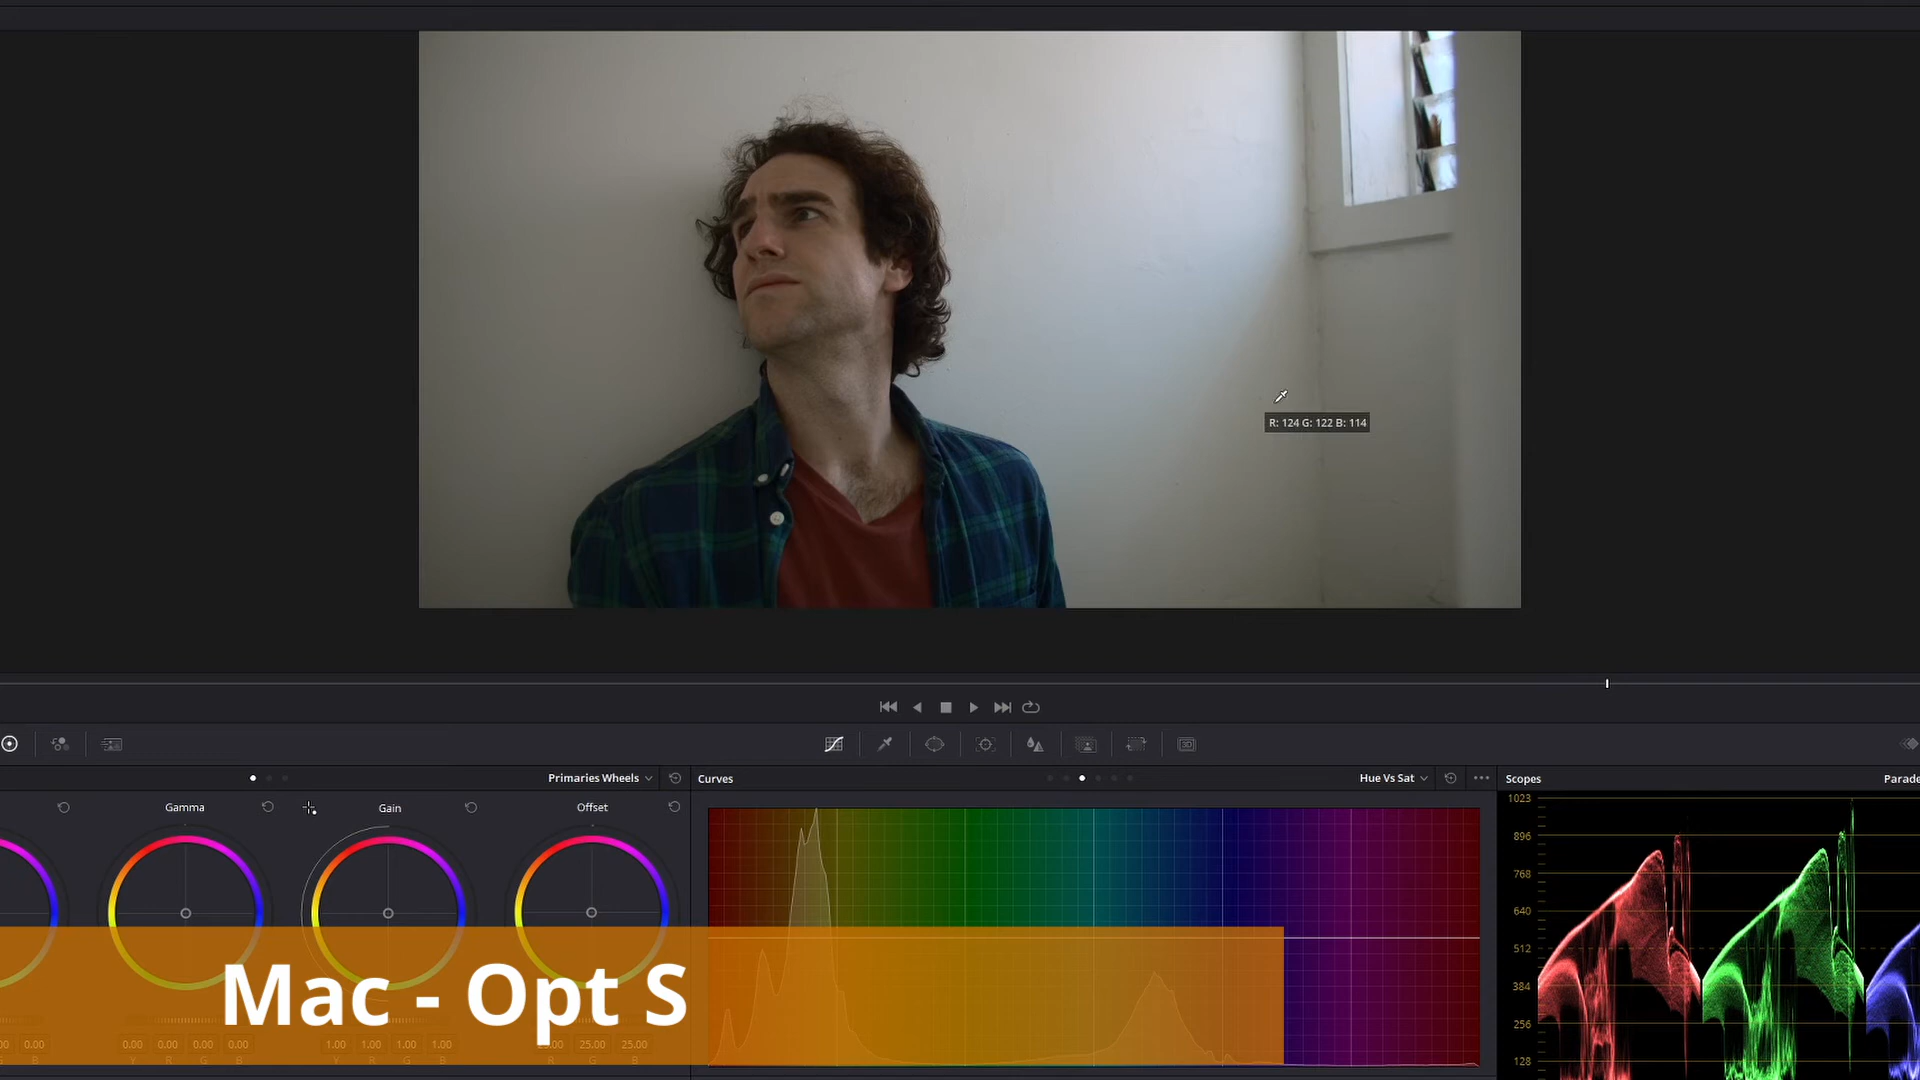 R: 124 G: 122 B: 114
3D
Primaries Wheels
Curves
Hue Vs Sat
Scopes
Parade
Gamma
Gain
Offset
1023
896
768
640
512
384
256
128
0.00
0.00 0.00 0.00 0.00
1.00 1.00 1.00 1.00
25.00 25.00
B
Y R G B
Y R G B
R G B
Mac - Opt S